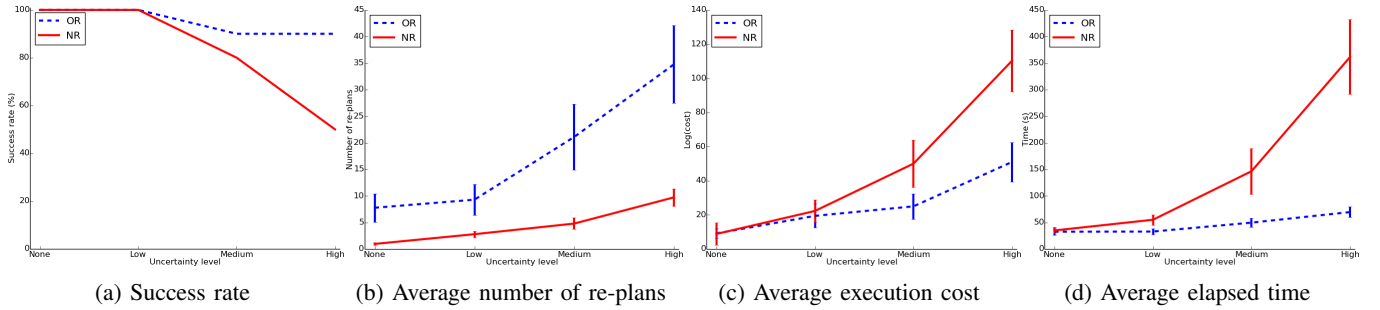 100
80
60
40
20
0
Success rate (%)
OR
NR
None
Low
Medium
High
Uncertainty level
(a) Success rate
45
40
35
30
25
20
15
10
5
0
Number of re-plans
OR
NR
None
Low
Medium
High
Uncertainty level
(b) Average number of re-plans
140
120
100
80
60
40
20
0
Log(cost)
OR
NR
None
Low
Medium
High
Uncertainty level
(c) Average execution cost
450
400
350
300
250
200
150
100
50
0
Time (s)
OR
NR
None
Low
Medium
High
Uncertainty level
(d) Average elapsed time